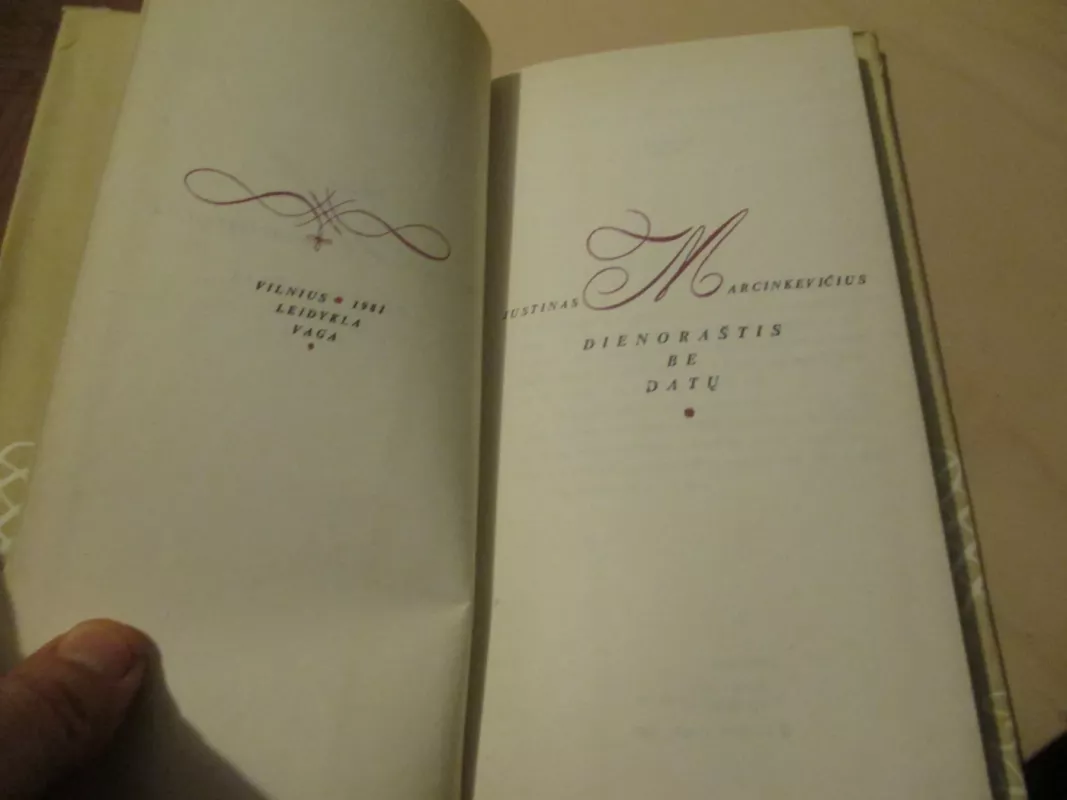 VILNIUS • 1981
LEIDYKLA
VAGA
JUSTINAS MARCINKEVIČIUS
DIENORAŠTIS
BE
DATŲ